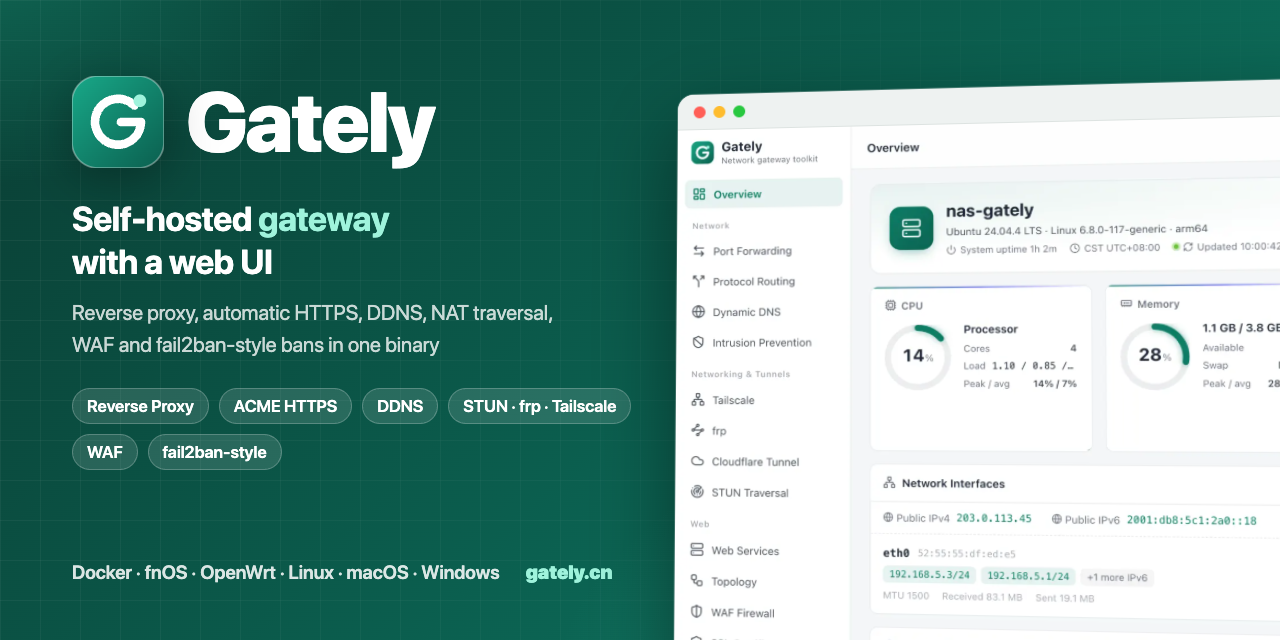 Gately
Self-hosted gateway
with a web UI
Reverse proxy, automatic HTTPS, DDNS, NAT traversal,
WAF and fail2ban-style bans in one binary
Reverse Proxy
ACME HTTPS
DDNS
STUN · frp · Tailscale
WAF
fail2ban-style
Docker · fnOS · OpenWrt · Linux · macOS · Windows gately.cn
Gately
Network gateway toolkit
Overview
Network
Port Forwarding
Protocol Routing
Dynamic DNS
Intrusion Prevention
Networking & Tunnels
Tailscale
frp
Cloudflare Tunnel
STUN Traversal
Web
Web Services
Topology
WAF Firewall
Overview
nas-gately
Ubuntu 24.04.4 LTS · Linux 6.8.0-117-generic · arm64
System uptime 1h 2m CST UTC+08:00 Updated 10:00:42
CPU
14%
Processor
Cores 4
Load 1.10 / 0.85 /…
Peak / avg 14% / 7%
Memory
28%
1.1 GB / 3.8 GB
Available
Swap
Peak / avg 28
Network Interfaces
Public IPv4 203.0.113.45 Public IPv6 2001:db8:5c1:2a0::18
eth0 52:55:55:df:ed:e5
192.168.5.3/24 192.168.5.1/24 +1 more IPv6
MTU 1500 Received 83.1 MB Sent 19.1 MB